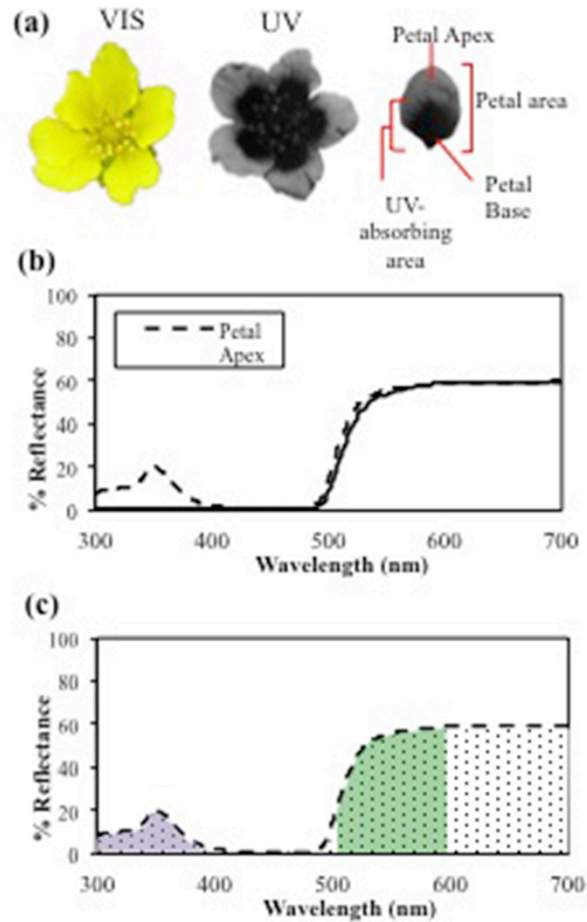 (a)
VIS
UV
Petal Apex
Petal area
Petal
Base
UV-
absorbing
area
(b)
100
80
60
40
20
0
% Reflectance
Petal
Apex
300
400
500
600
700
Wavelength (nm)
(c)
100
80
60
40
20
0
% Reflectance
300
400
500
600
700
Wavelength (nm)